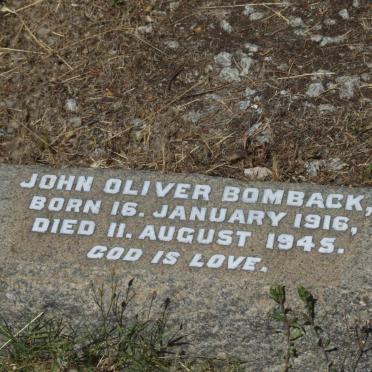 JOHN OLIVER BOMBACK,
BORN 16. JANUARY 1916,
DIED 11. AUGUST 1945.
GOD IS LOVE.